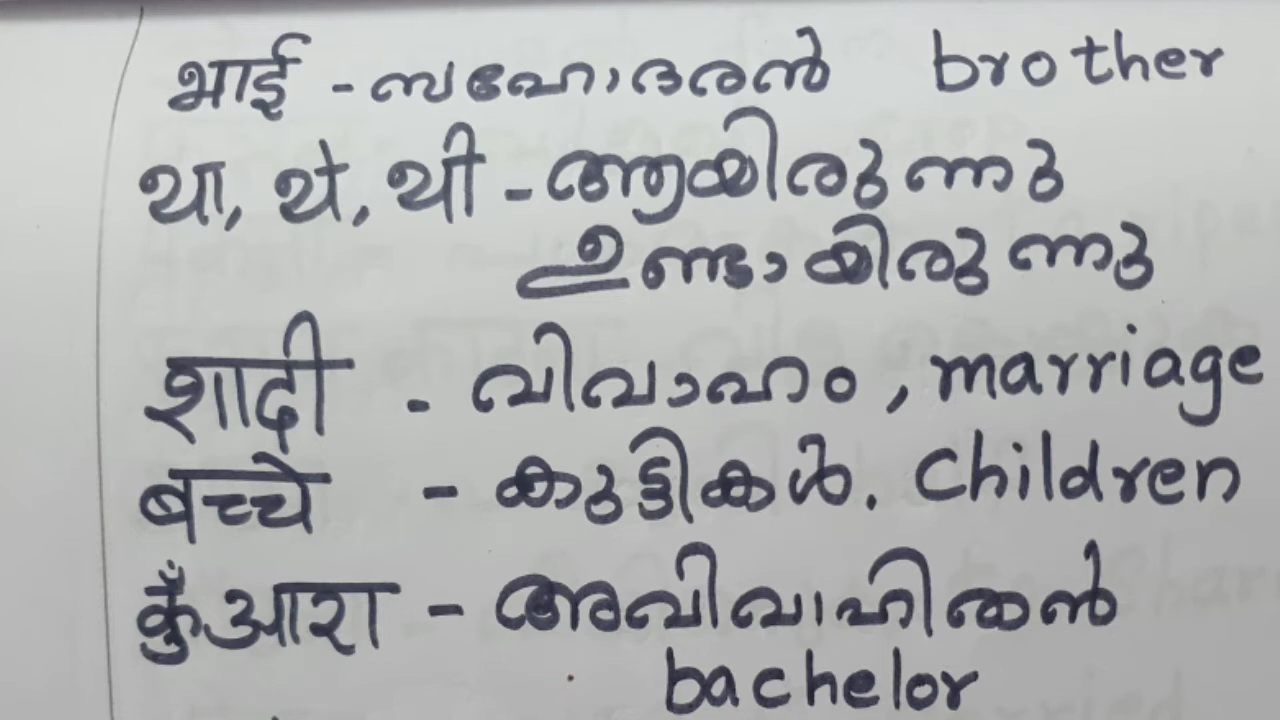 भाई - സഹോദരൻ brother
था, थे, थी - ആയിരുന്നു
ഉണ്ടായിരുന്നു
शादी - വിവാഹം, marriage
बच्चे - കുട്ടികൾ. Children
कुँआरा - അവിവാഹിതൻ
bachelor